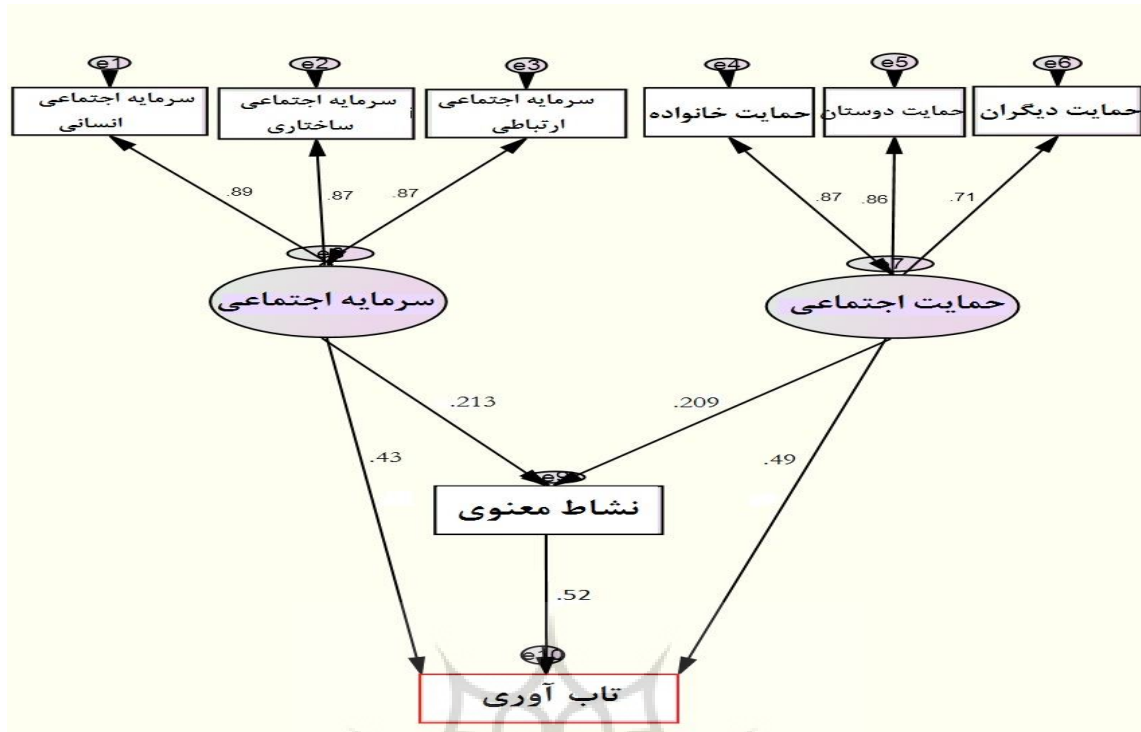 e1
e2
e3
e4
e5
e6
سرمایه اجتماعی
انسانی
سرمایه اجتماعی
ساختاری
سرمایه اجتماعی
ارتباطی
حمایت خانواده
حمایت دوستان
حمایت دیگران
.89
.87
.87
.87
.86
.71
سرمایه اجتماعی
حمایت اجتماعی
.213
.209
.43
.49
e9
نشاط معنوی
.52
e10
تاب آوری